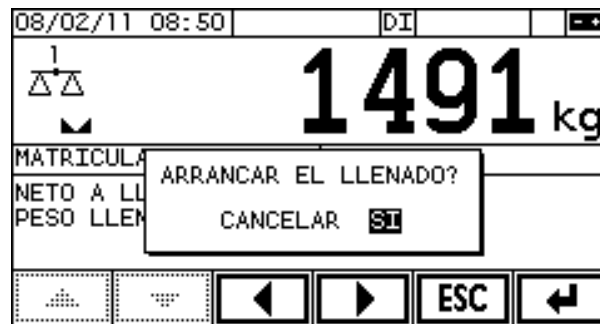 08/02/11 08:50 DI
1
1491 kg
MATRICULA
NETO A LL
PESO LLEN
ARRANCAR EL LLENADO?
CANCELAR SI
ESC